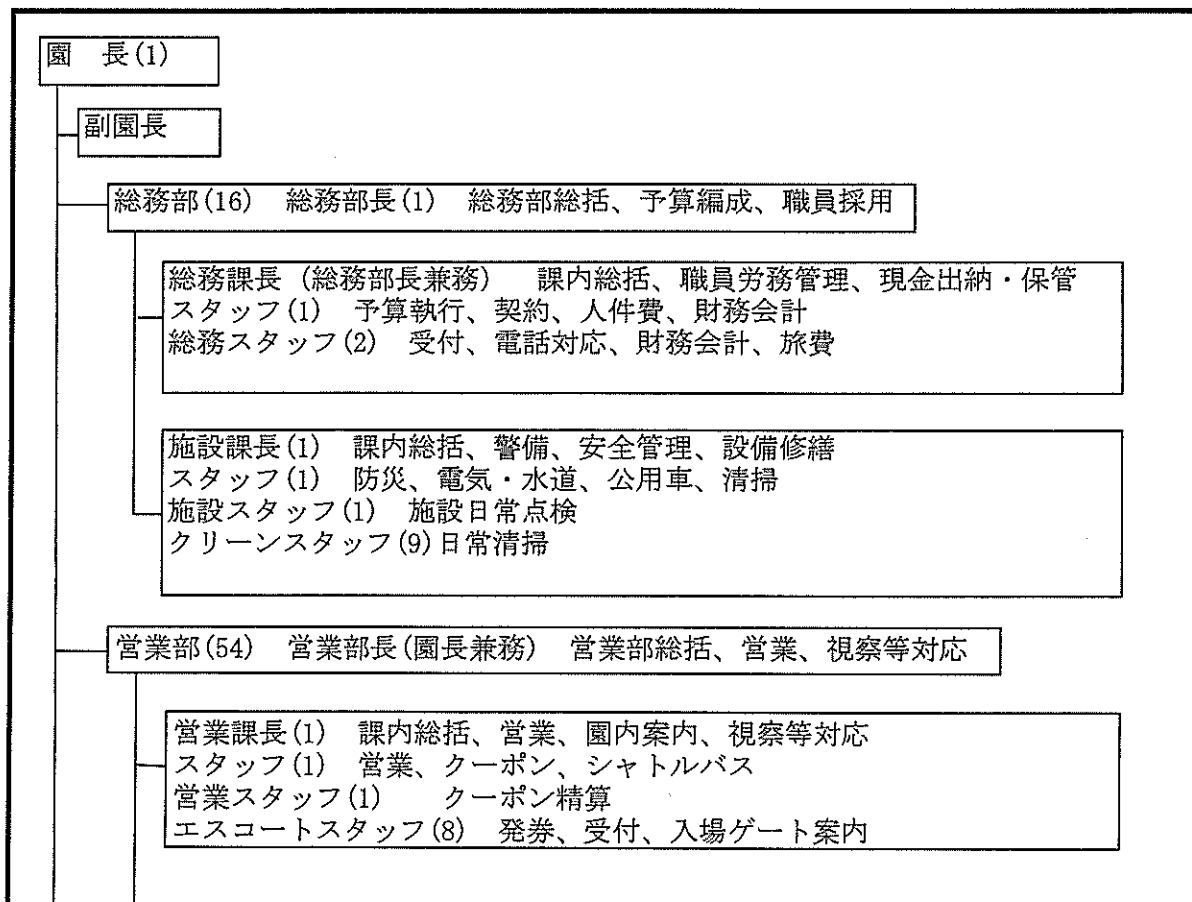 園　長(1)
副園長
総務部(16)　総務部長(1)　総務部総括、予算編成、職員採用
総務課長（総務部長兼務）　課内総括、職員労務管理、現金出納・保管
スタッフ(1)　予算執行、契約、人件費、財務会計
総務スタッフ(2)　受付、電話対応、財務会計、旅費
施設課長(1)　課内総括、警備、安全管理、設備修繕
スタッフ(1)　防災、電気・水道、公用車、清掃
施設スタッフ(1)　施設日常点検
クリーンスタッフ(9)日常清掃
営業部(54)　営業部長(園長兼務)　営業部総括、営業、視察等対応
営業課長(1)　課内総括、営業、園内案内、視察等対応
スタッフ(1)　営業、クーポン、シャトルバス
営業スタッフ(1)　　クーポン精算
エスコートスタッフ(8)　発券、受付、入場ゲート案内